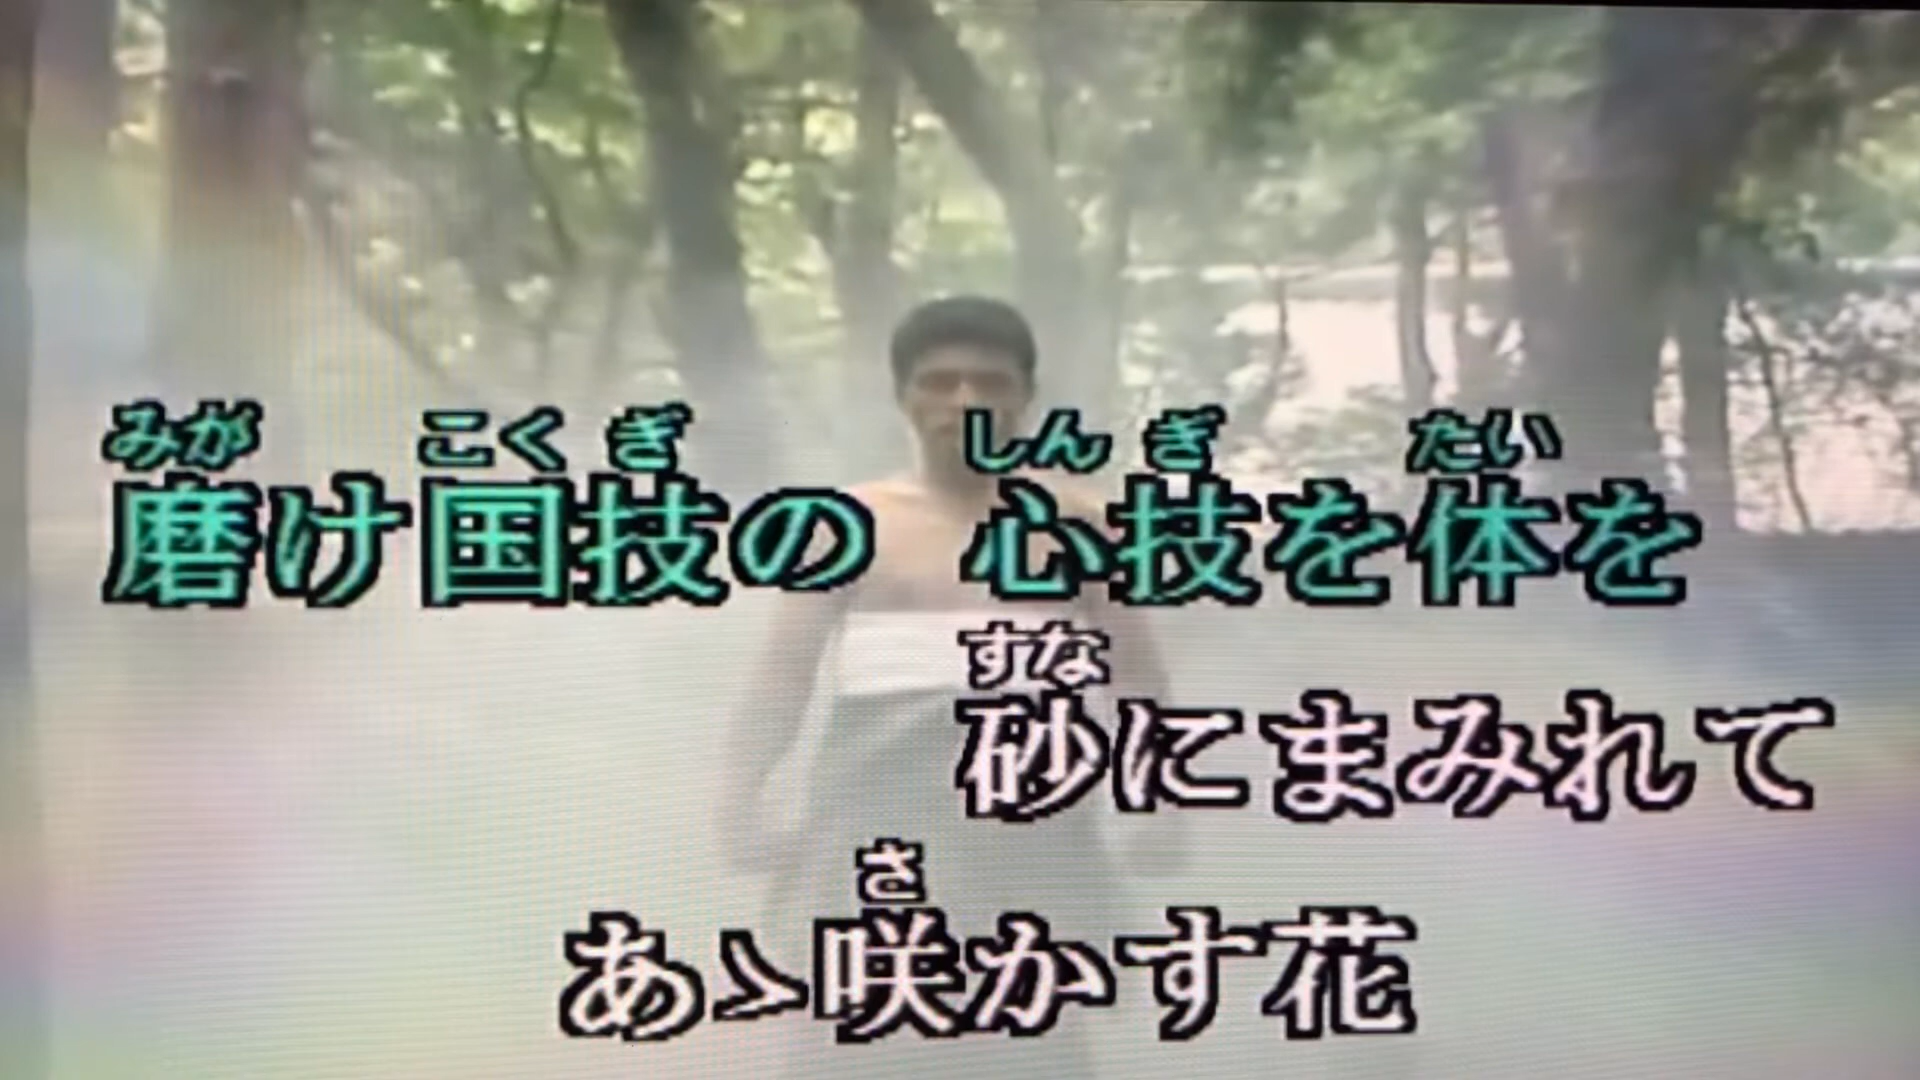 みが こくぎ しんぎ たい
磨け国技の 心技を体を
すな
砂にまみれて
さ
あゝ咲かす花